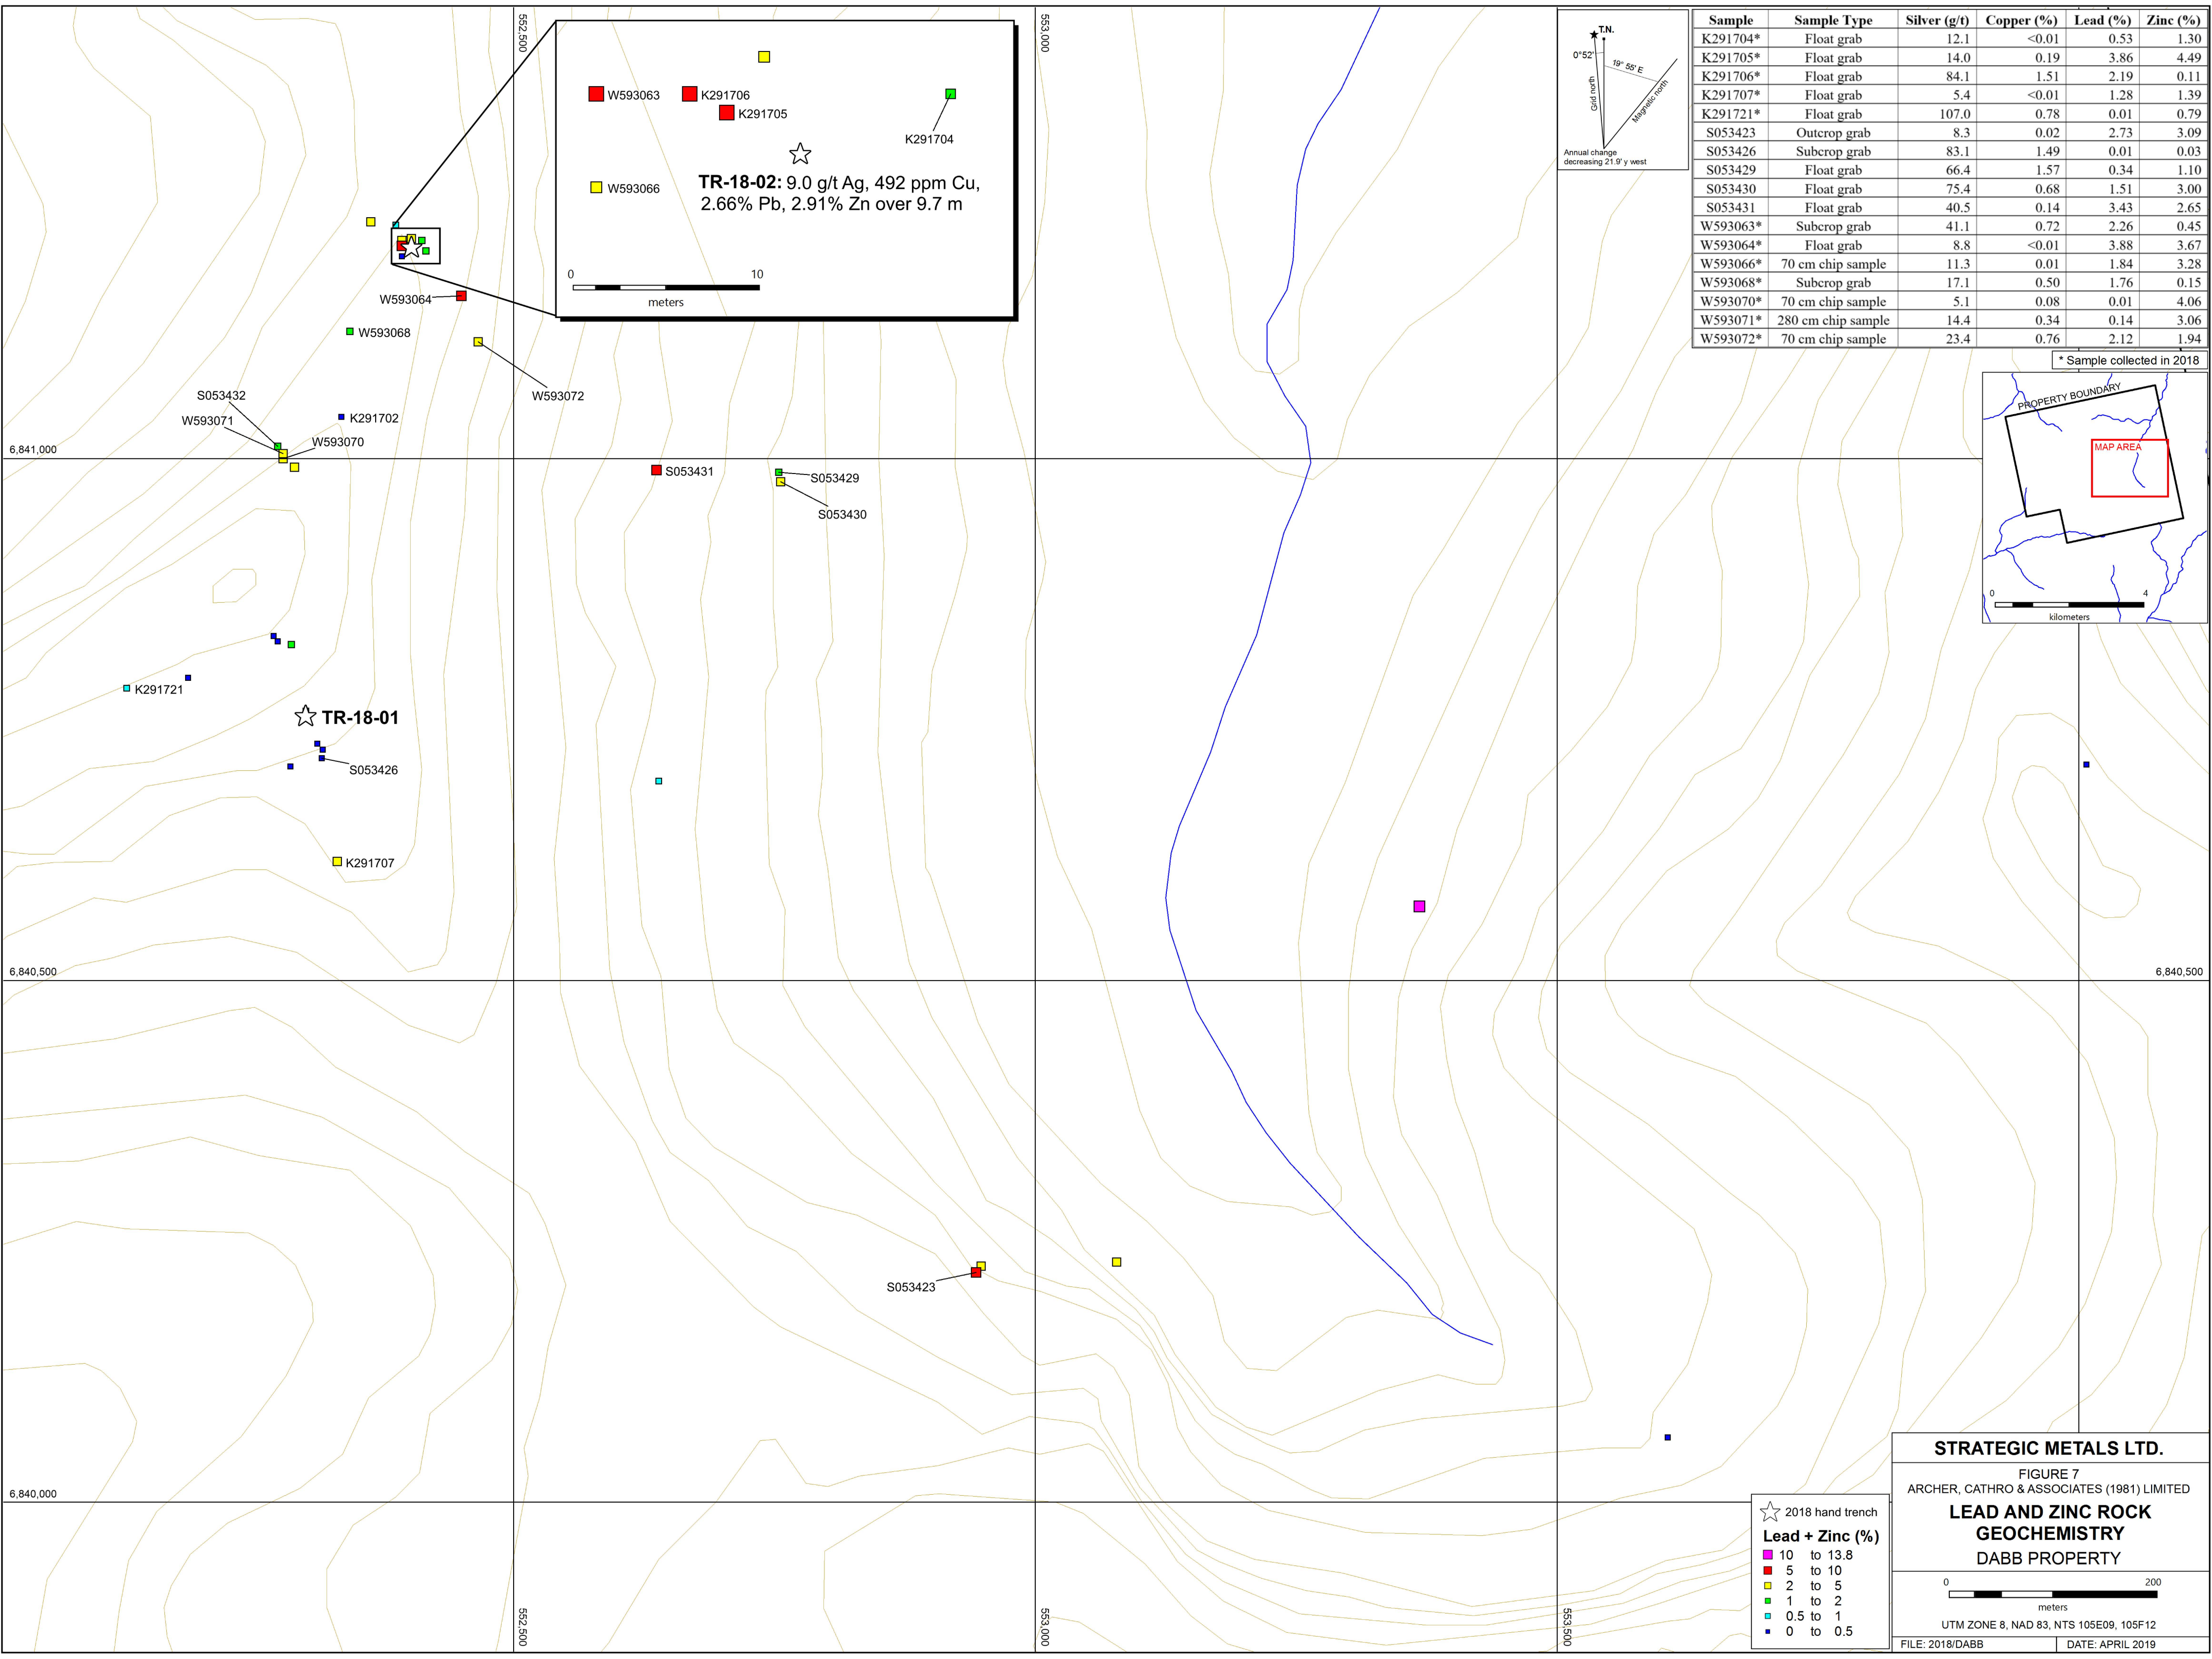 552,500
553,000
W593063
K291706
K291705
K291704
W593066
TR-18-02: 9.0 g/t Ag, 492 ppm Cu,
2.66% Pb, 2.91% Zn over 9.7 m
0 10
meters
T.N.
0°52'
19° 55' E
Grid north
Magnetic north
Annual change
decreasing 21.9' y west
Sample Sample Type Silver (g/t) Copper (%) Lead (%) Zinc (%)
K291704* Float grab 12.1 <0.01 0.53 1.30
K291705* Float grab 14.0 0.19 3.86 4.49
K291706* Float grab 84.1 1.51 2.19 0.11
K291707* Float grab 5.4 <0.01 1.28 1.39
K291721* Float grab 107.0 0.78 0.01 0.79
S053423 Outcrop grab 8.3 0.02 2.73 3.09
S053426 Subcrop grab 83.1 1.49 0.01 0.03
S053429 Float grab 66.4 1.57 0.34 1.10
S053430 Float grab 75.4 0.68 1.51 3.00
S053431 Float grab 40.5 0.14 3.43 2.65
W593063* Subcrop grab 41.1 0.72 2.26 0.45
W593064* Float grab 8.8 <0.01 3.88 3.67
W593066* 70 cm chip sample 11.3 0.01 1.84 3.28
W593068* Subcrop grab 17.1 0.50 1.76 0.15
W593070* 70 cm chip sample 5.1 0.08 0.01 4.06
W593071* 280 cm chip sample 14.4 0.34 0.14 3.06
W593072* 70 cm chip sample 23.4 0.76 2.12 1.94
* Sample collected in 2018
PROPERTY BOUNDARY
MAP AREA
0 4
kilometers
W593064
W593068
W593072
S053432
W593071
K291702
W593070
6,841,000
S053431
S053429
S053430
K291721
TR-18-01
S053426
K291707
6,840,500
6,840,500
S053423
6,840,000
552,500
553,000
553,500
2018 hand trench
Lead + Zinc (%)
10 to 13.8
5 to 10
2 to 5
1 to 2
0.5 to 1
0 to 0.5
STRATEGIC METALS LTD.
FIGURE 7
ARCHER, CATHRO & ASSOCIATES (1981) LIMITED
LEAD AND ZINC ROCK
GEOCHEMISTRY
DABB PROPERTY
0 200
meters
UTM ZONE 8, NAD 83, NTS 105E09, 105F12
FILE: 2018/DABB DATE: APRIL 2019